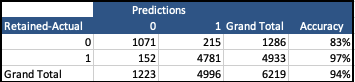 Predictions
Retained-Actual 0 1 Grand Total Accuracy
0 1071 215 1286 83%
1 152 4781 4933 97%
Grand Total 1223 4996 6219 94%